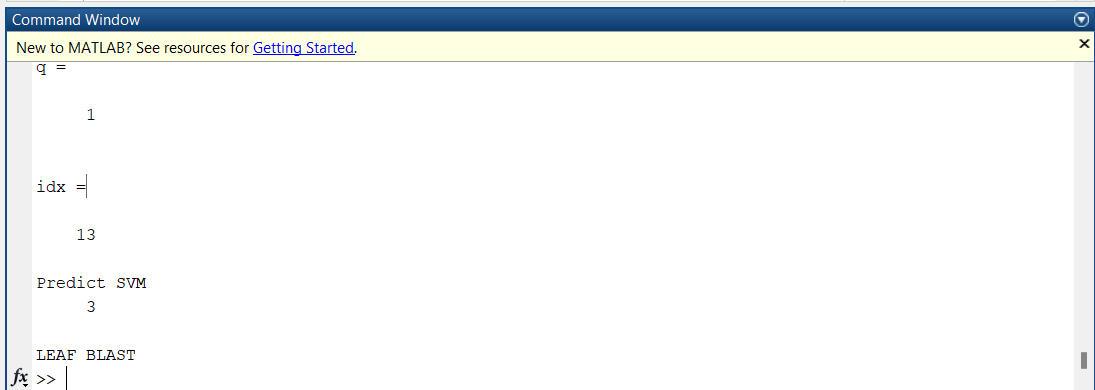 Command Window
New to MATLAB? See resources for Getting Started.
q =
1
idx =
13
Predict SVM
3
LEAF BLAST
fx >>